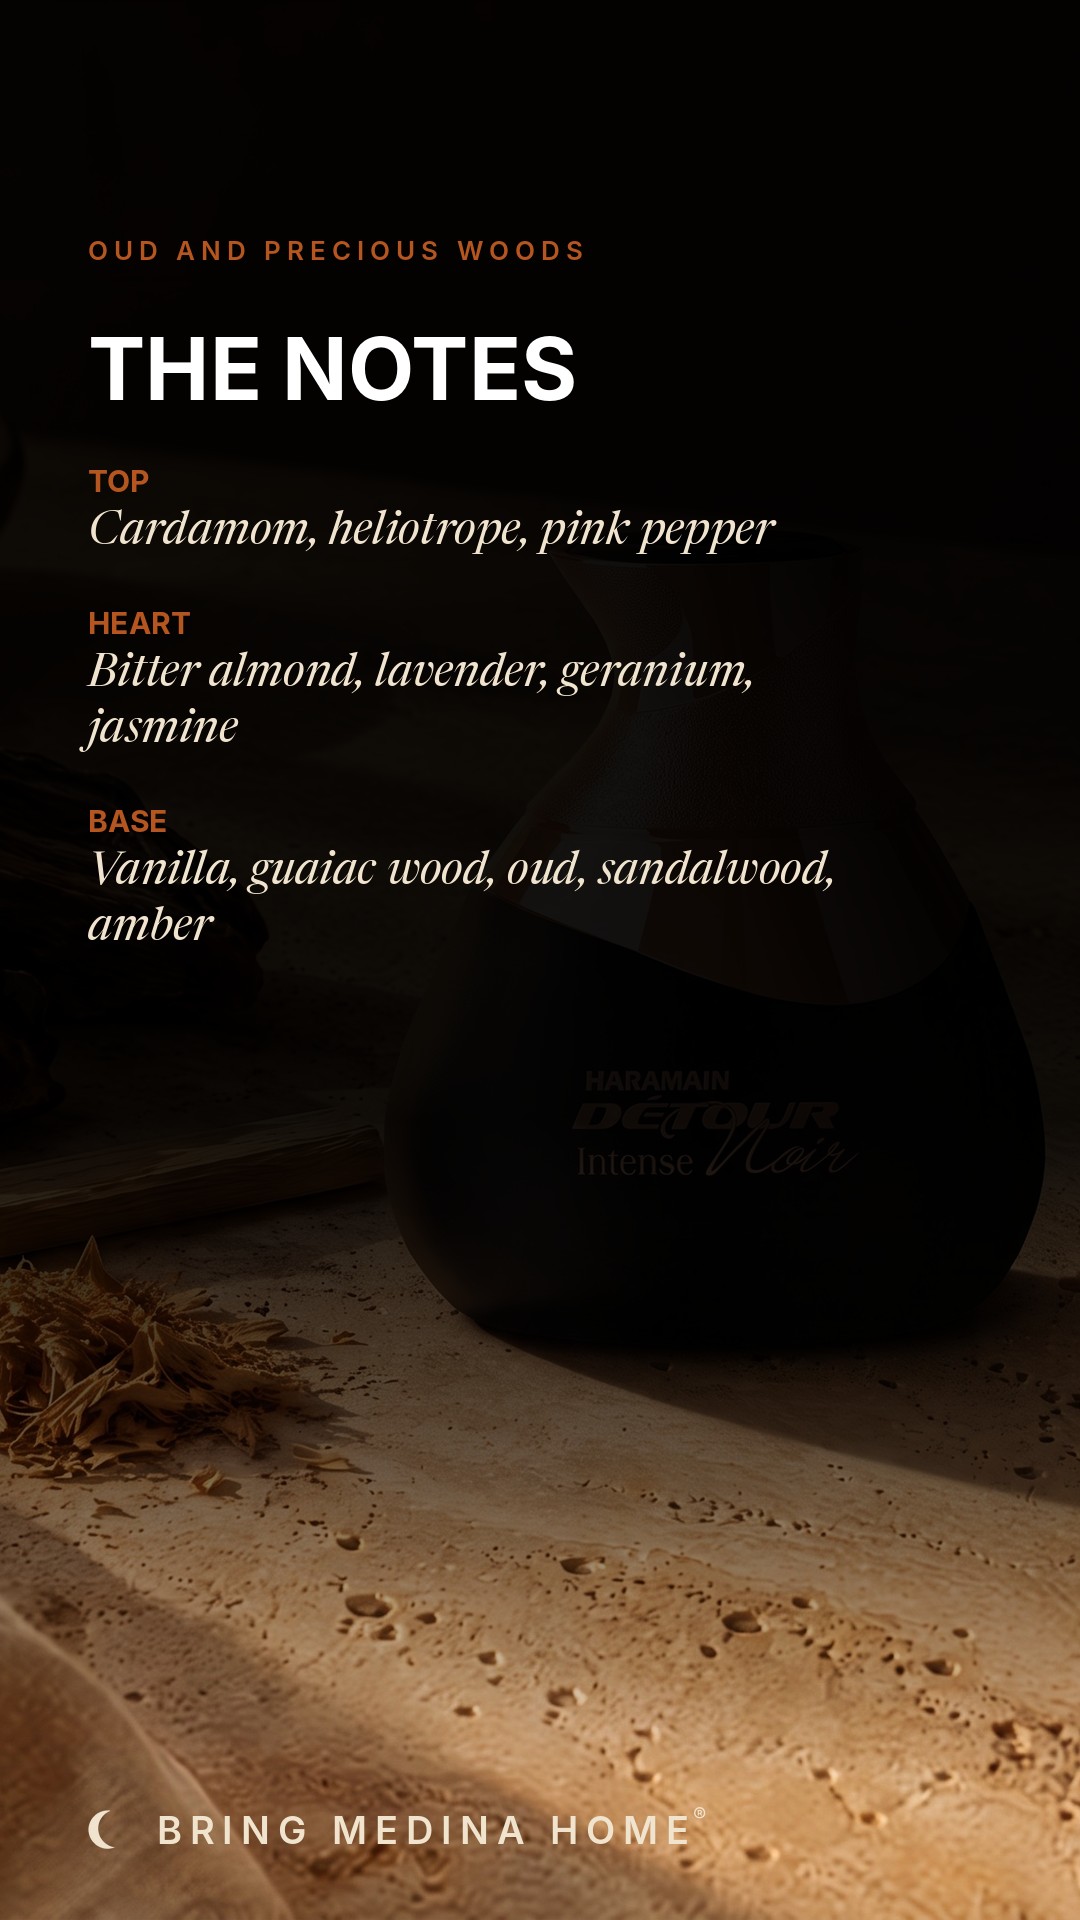 OUD AND PRECIOUS WOODS
THE NOTES
TOP
Cardamom, heliotrope, pink pepper
HEART
Bitter almond, lavender, geranium,
jasmine
BASE
Vanilla, guaiac wood, oud, sandalwood,
amber
HARAMAIN
DÉTOUR
Intense Noir
BRING MEDINA HOME®